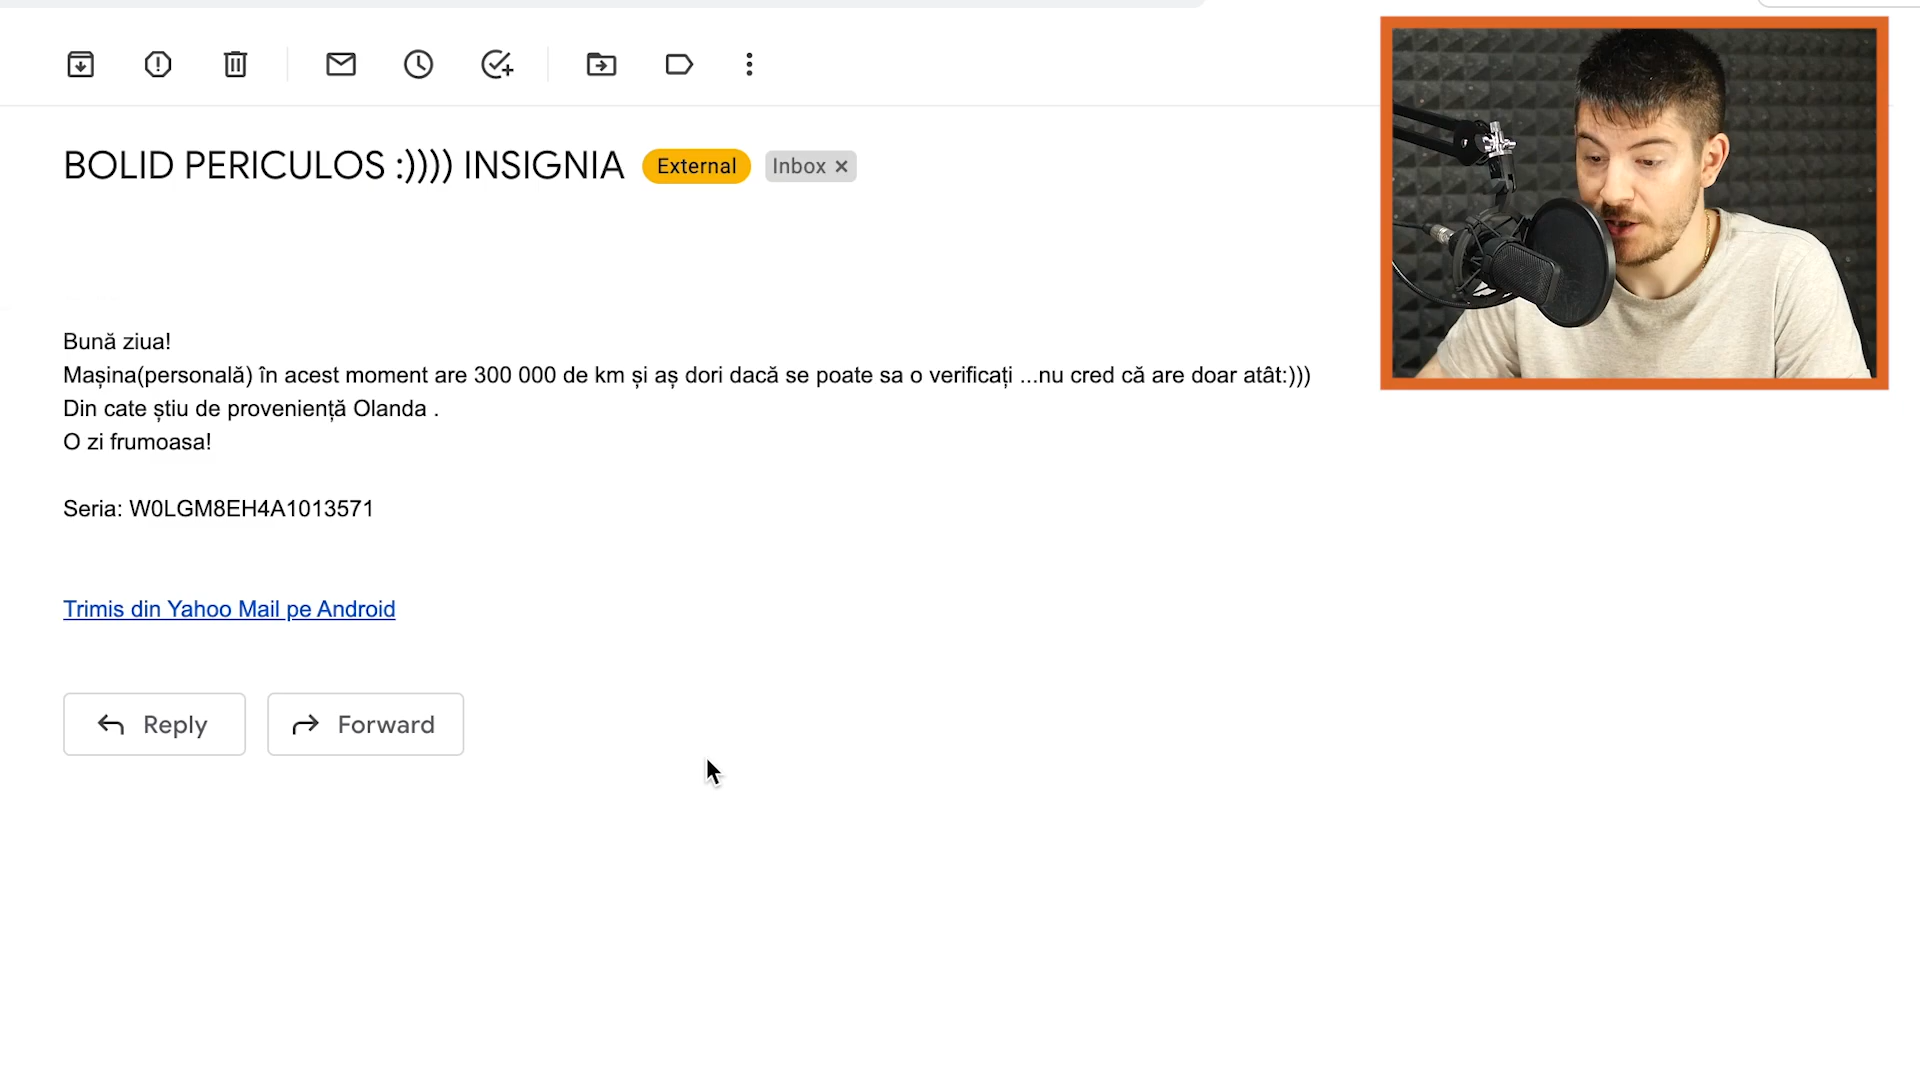 BOLID PERICULOS :)))) INSIGNIA External Inbox ×
Bună ziua!
Mașina(personală) în acest moment are 300 000 de km și aș dori dacă se poate sa o verificați ...nu cred că are doar atât:)))
Din cate știu de proveniență Olanda .
O zi frumoasa!
Seria: W0LGM8EH4A1013571
Trimis din Yahoo Mail pe Android
Reply Forward